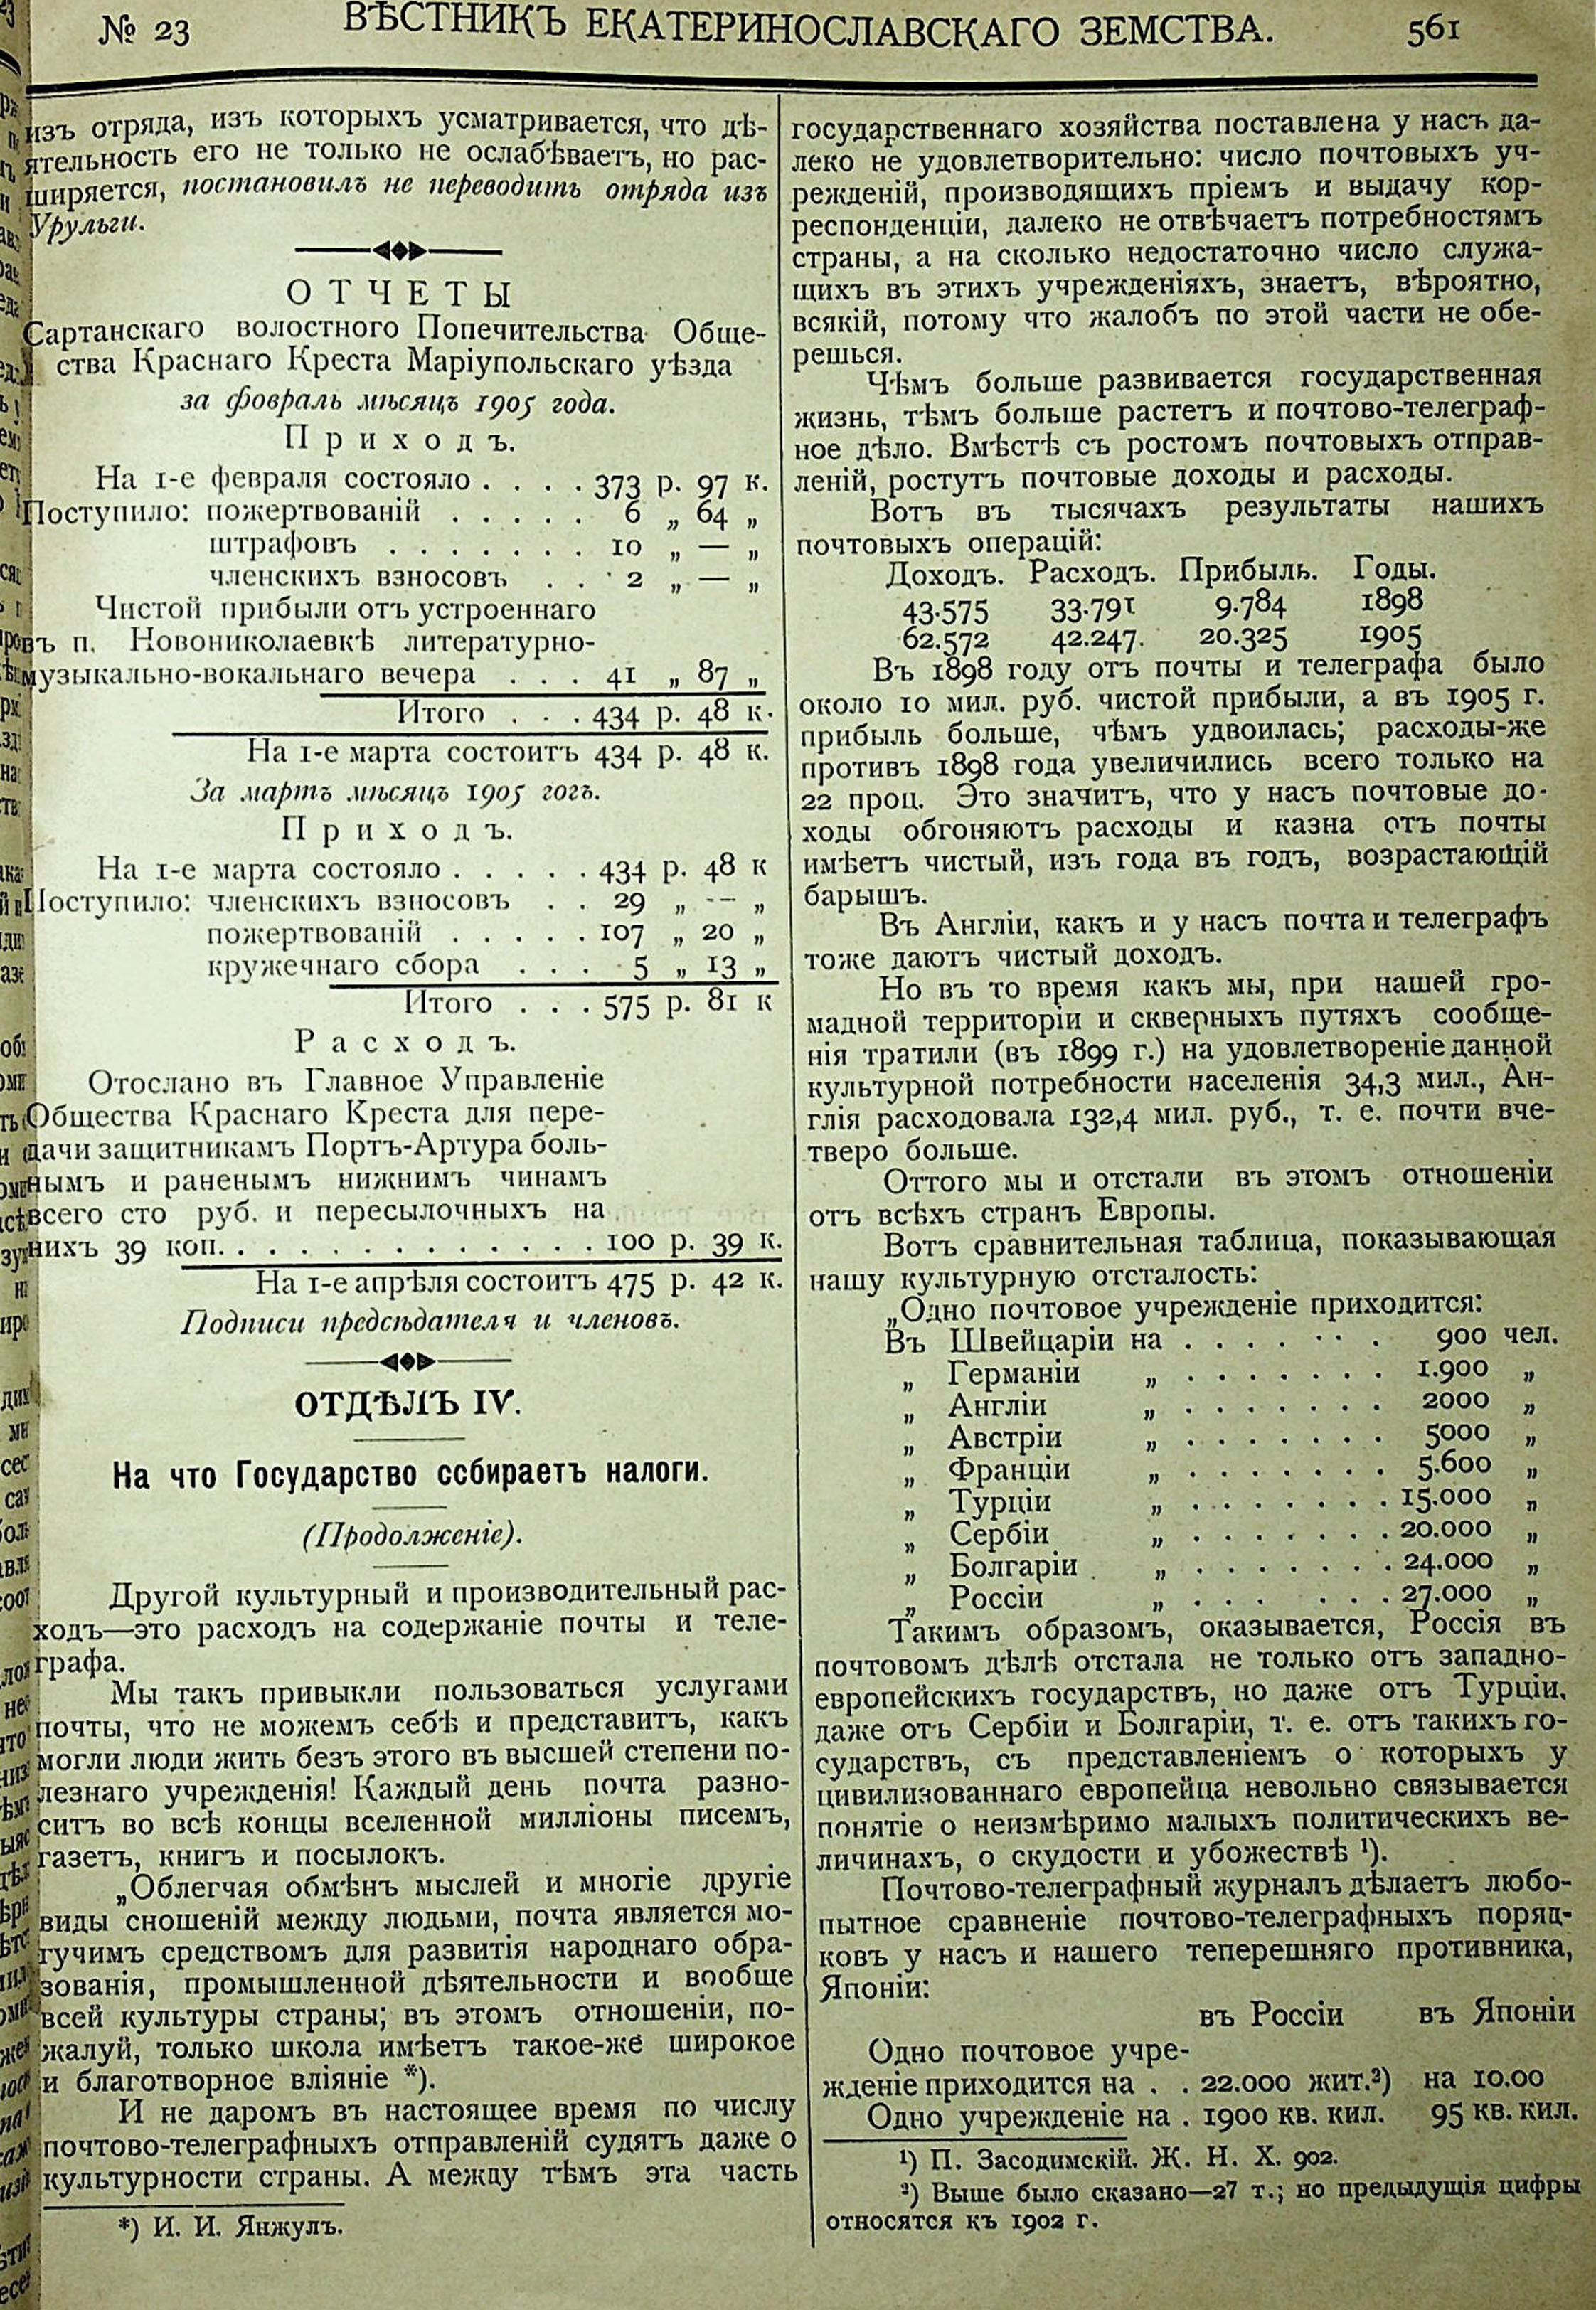 № 23
ВѢСТНИКЪ ЕКАТЕРИНОСЛАВСКАГО ЗЕМСТВА.
561
изъ отряда, изъ которыхъ усматривается, что дѣ-
ятельность его не только не ослабѣваетъ, но рас-
ширяется, постановилъ не переводить отряда изъ
Урульги.
ОТЧЕТЫ
Сартанскаго волостного Попечительства Обще-
ства Краснаго Креста Маріупольскаго уѣзда
за фовраль мѣсяцъ 1905 года.
Приходъ.
На 1-е февраля состояло . . . . 373 р. 97 к.
Поступило: пожертвованій . . . . . 6 „ 64 „
штрафовъ . . . . . . . 10 „ — „
членскихъ взносовъ . . . 2 „ — „
Чистой прибыли отъ устроеннаго
въ п. Новониколаевкѣ литературно-
музыкально-вокальнаго вечера . . . 41 „ 87 „
Итого . . . 434 р. 48 к.
На 1-е марта состоитъ 434 р. 48 к.
За мартъ мѣсяцъ 1905 гогъ.
Приходъ.
На 1-е марта состояло . . . . . 434 р. 48 к
Поступило: членскихъ взносовъ . . 29 „ -- „
пожертвованій . . . . . 107 „ 20 „
кружечнаго сбора . . . . 5 „ 13 „
Итого . . . 575 р. 81 к
Расходъ.
Отослано въ Главное Управленіе
Общества Краснаго Креста для пере-
дачи защитникамъ Портъ-Артура боль-
нымъ и раненымъ нижнимъ чинамъ
всего сто руб. и пересылочныхъ на
нихъ 39 коп. . . . . . . . . . . . . 100 р. 39 к.
На 1-е апрѣля состоитъ 475 р. 42 к.
Подписи предсѣдателя и членовъ.
ОТДѢЛЪ IV.
На что Государство ссбираетъ налоги.
(Продолженіе).
Другой культурный и производительный рас-
ходъ—это расходъ на содержаніе почты и теле-
графа.
Мы такъ привыкли пользоваться услугами
почты, что не можемъ себѣ и представить, какъ
могли люди жить безъ этого въ высшей степени по-
лезнаго учрежденія! Каждый день почта разно-
ситъ во всѣ концы вселенной милліоны писемъ,
газетъ, книгъ и посылокъ.
„Облегчая обмѣнъ мыслей и многіе другіе
виды сношеній между людьми, почта является мо-
гучимъ средствомъ для развитія народнаго обра-
зованія, промышленной дѣятельности и вообще
всей культуры страны; въ этомъ отношеніи, по-
жалуй, только школа имѣетъ такое-же широкое
и благотворное вліяніе *).
И не даромъ въ настоящее время по числу
почтово-телеграфныхъ отправленій судятъ даже о
культурности страны. А между тѣмъ эта часть
*) И. И. Янжулъ.
государственнаго хозяйства поставлена у насъ да-
леко не удовлетворительно: число почтовыхъ уч-
режденій, производящихъ пріемъ и выдачу кор-
респонденціи, далеко не отвѣчаетъ потребностямъ
страны, а на сколько недостаточно число служа-
щихъ въ этихъ учрежденіяхъ, знаетъ, вѣроятно,
всякій, потому что жалобъ по этой части не обе-
решься.
Чѣмъ больше развивается государственная
жизнь, тѣмъ больше растетъ и почтово-телеграф-
ное дѣло. Вмѣстѣ съ ростомъ почтовыхъ отправ-
леній, ростутъ почтовые доходы и расходы.
Вотъ въ тысячахъ результаты нашихъ
почтовыхъ операцій:
Доходъ. Расходъ. Прибыль. Годы.
43.575 33.791 9.784 1898
62.572 42.247. 20.325 1905
Въ 1898 году отъ почты и телеграфа было
около 10 мил. руб. чистой прибыли, а въ 1905 г.
прибыль больше, чѣмъ удвоилась; расходы-же
противъ 1898 года увеличились всего только на
22 проц. Это значитъ, что у насъ почтовые до-
ходы обгоняютъ расходы и казна отъ почты
имѣетъ чистый, изъ года въ годъ, возрастающій
барышъ.
Въ Англіи, какъ и у насъ почта и телеграфъ
тоже даютъ чистый доходъ.
Но въ то время какъ мы, при нашей гро-
мадной территоріи и скверныхъ путяхъ сообще-
нія тратили (въ 1899 г.) на удовлетвореніе данной
культурной потребности населенія 34,3 мил., Ан-
глія расходовала 132,4 мил. руб., т. е. почти вче-
тверо больше.
Оттого мы и отстали въ этомъ отношеніи
отъ всѣхъ странъ Европы.
Вотъ сравнительная таблица, показывающая
нашу культурную отсталость:
„Одно почтовое учрежденіе приходится:
Въ Швейцаріи на . . . . . . . 900 чел.
„ Германіи „ . . . . . . . 1.900 „
„ Англіи „ . . . . . . . 2000 „
„ Австріи „ . . . . . . . 5000 „
„ Франціи „ . . . . . . . 5.600 „
„ Турціи „ . . . . . . . 15.000 „
„ Сербіи „ . . . . . . . 20.000 „
„ Болгаріи „ . . . . . . . 24.000 „
„ Россіи „ . . . . . . . 27.000 „
Такимъ образомъ, оказывается, Россія въ
почтовомъ дѣлѣ отстала не только отъ западно-
европейскихъ государствъ, но даже отъ Турціи,
даже отъ Сербіи и Болгаріи, т. е. отъ такихъ го-
сударствъ, съ представленіемъ о которыхъ у
цивилизованнаго европейца невольно связывается
понятіе о неизмѣримо малыхъ политическихъ ве-
личинахъ, о скудости и убожествѣ ¹).
Почтово-телеграфный журналъ дѣлаетъ любо-
пытное сравненіе почтово-телеграфныхъ поряд-
ковъ у насъ и нашего теперешняго противника,
Японіи:
въ Россіи въ Японіи
Одно почтовое учре-
жденіе приходится на . . 22.000 жит.²) на 10.00
Одно учрежденіе на . 1900 кв. кил. 95 кв. кил.
¹) П. Засодимскій. Ж. Н. Х. 902.
²) Выше было сказано—27 т.; но предыдущія цифры
относятся къ 1902 г.